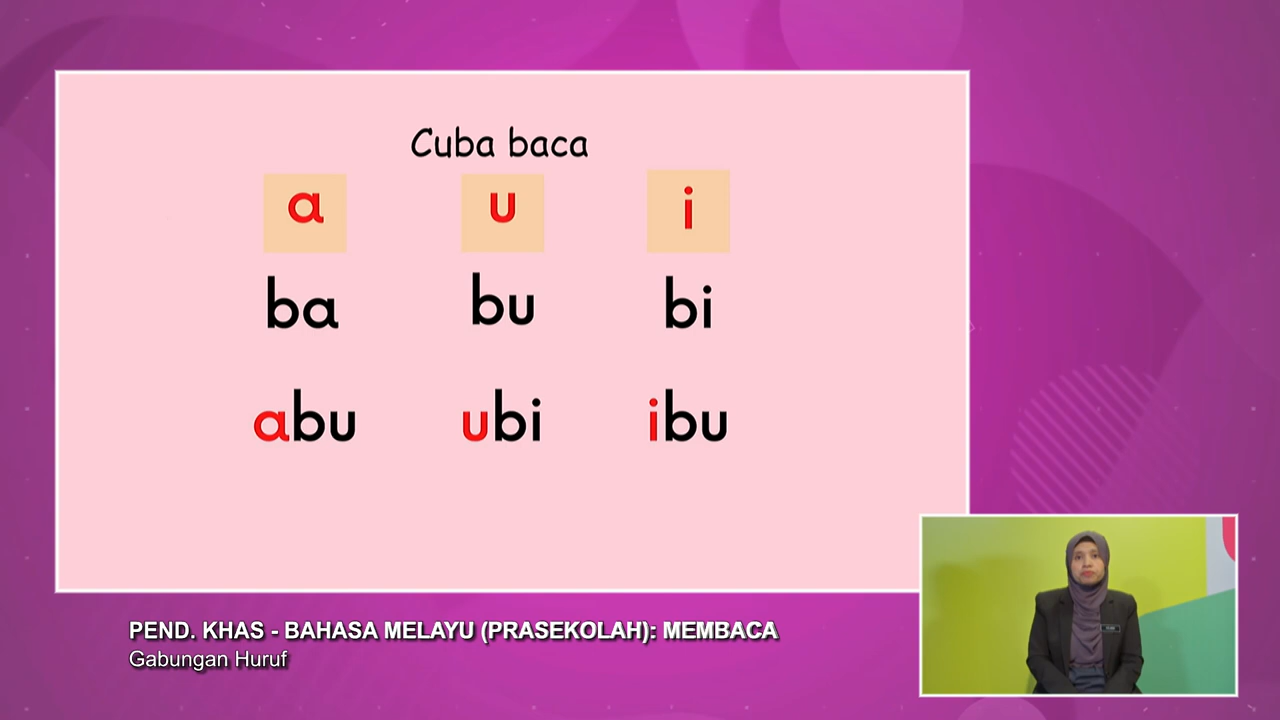 Cuba baca
a u i
ba bu bi
abu ubi ibu
PEND. KHAS - BAHASA MELAYU (PRASEKOLAH): MEMBACA
Gabungan Huruf